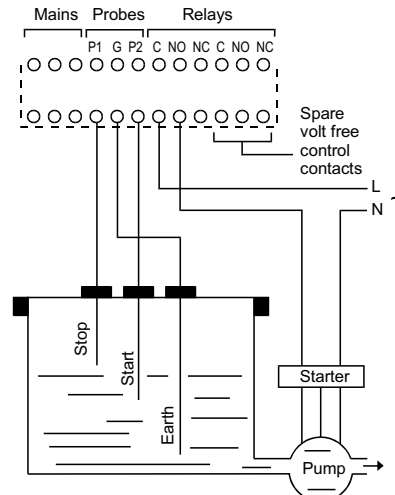 Mains Probes Relays
P1 G P2 C NO NC C NO NC
Spare
volt free
control
contacts
L
N ~
Stop
Start
Earth
Starter
Pump